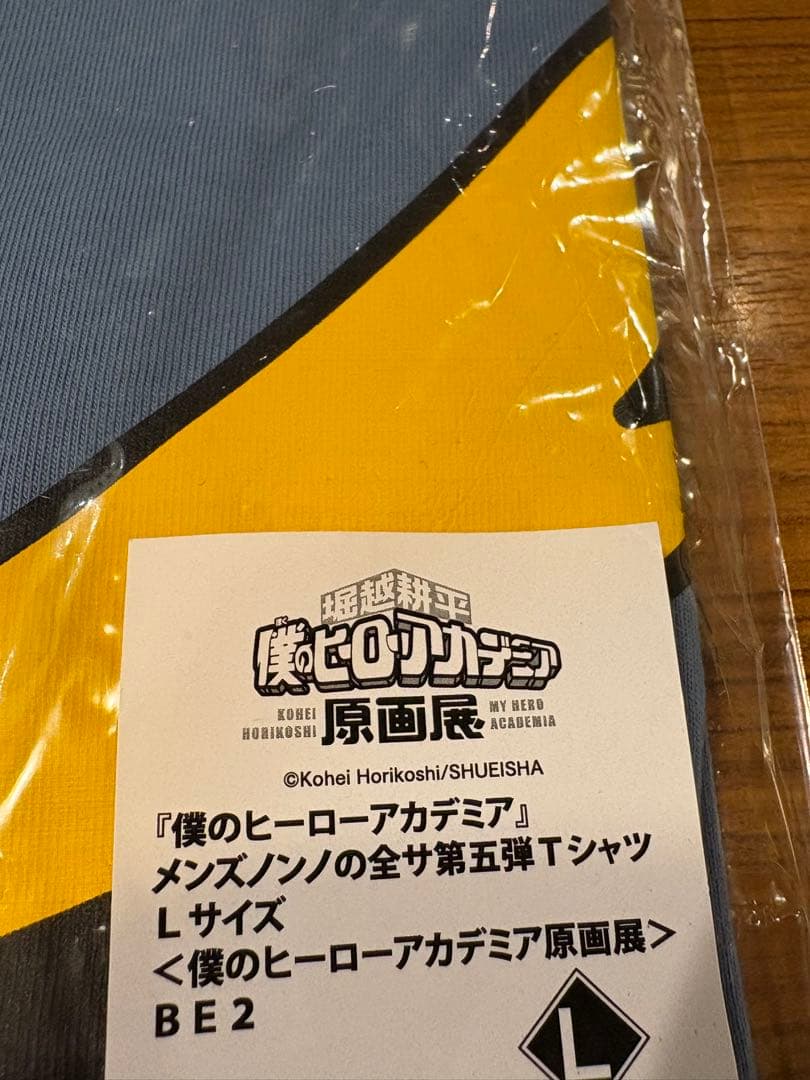 堀越耕平
僕のヒーローアカデミア
KOHEI HORIKOSHI 原画展 MY HERO ACADEMIA
©Kohei Horikoshi/SHUEISHA
『僕のヒーローアカデミア』
メンズノンノの全サ第五弾Tシャツ
Lサイズ
<僕のヒーローアカデミア原画展>
BE2
L